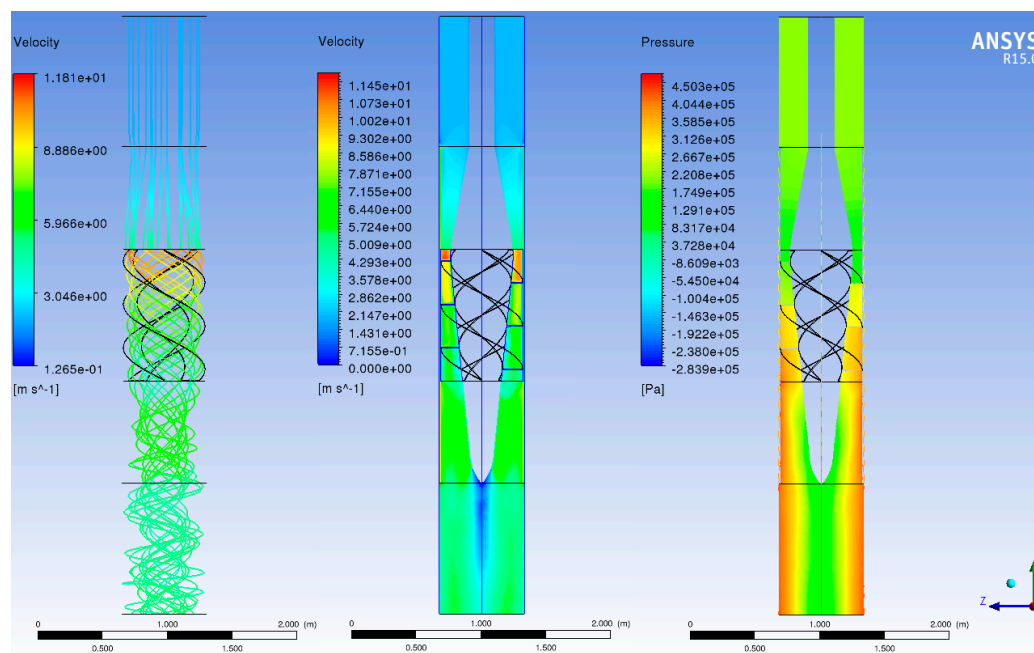 Velocity
1.181e+01
8.886e+00
5.966e+00
3.046e+00
1.265e-01
[m s^-1]
Velocity
1.145e+01
1.073e+01
1.002e+01
9.302e+00
8.586e+00
7.871e+00
7.155e+00
6.440e+00
5.724e+00
5.009e+00
4.293e+00
3.578e+00
2.862e+00
2.147e+00
1.431e+00
7.155e-01
0.000e+00
[m s^-1]
Pressure
4.503e+05
4.044e+05
3.585e+05
3.126e+05
2.667e+05
2.208e+05
1.749e+05
1.291e+05
8.317e+04
3.728e+04
-8.609e+03
-5.450e+04
-1.004e+05
-1.463e+05
-1.922e+05
-2.380e+05
-2.839e+05
[Pa]
ANSYS
R15.0
Z
0 1.000 2.000 (m)
0.500 1.500
0 1.000 2.000 (m)
0.500 1.500
0 1.000 2.000 (m)
0.500 1.500